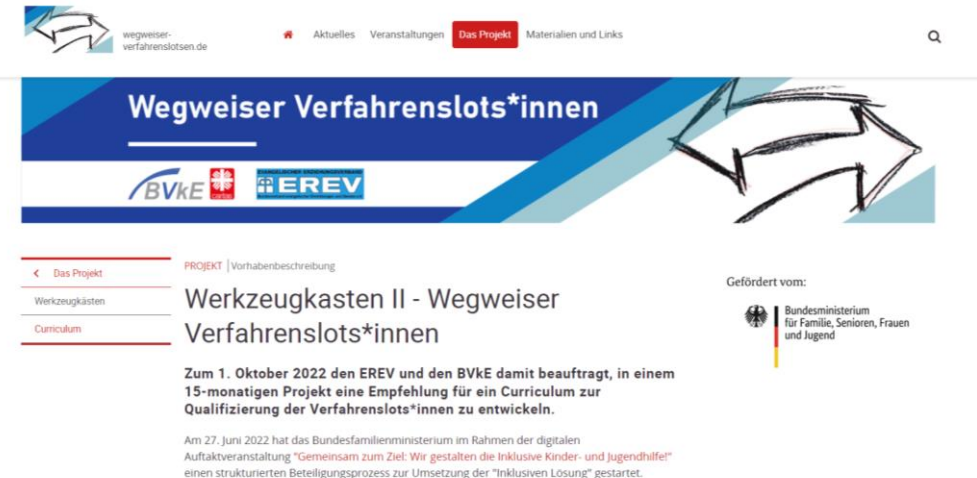 wegweiser-
verfahrenslotsen.de
Aktuelles Veranstaltungen Das Projekt Materialien und Links
Wegweiser Verfahrenslots*innen
BVkE caritas EVANGELISCHER ERZIEHUNGSVERBAND
EREV
Das Projekt
Werkzeugkästen
Curriculum
PROJEKT | Vorhabenbeschreibung
Werkzeugkasten II - Wegweiser
Verfahrenslots*innen
Zum 1. Oktober 2022 den EREV und den BVkE damit beauftragt, in einem
15-monatigen Projekt eine Empfehlung für ein Curriculum zur
Qualifizierung der Verfahrenslots*innen zu entwickeln.
Am 27. Juni 2022 hat das Bundesfamilienministerium im Rahmen der digitalen
Auftaktveranstaltung "Gemeinsam zum Ziel: Wir gestalten die Inklusive Kinder- und Jugendhilfe!"
einen strukturierten Beteiligungsprozess zur Umsetzung der "Inklusiven Lösung" gestartet.
Gefördert vom:
Bundesministerium
für Familie, Senioren, Frauen
und Jugend